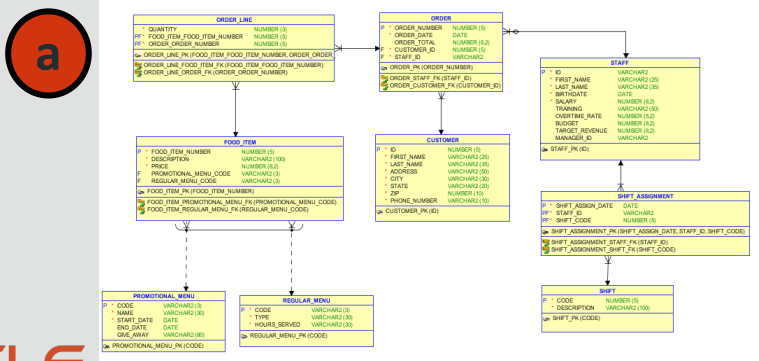 a
ORDER_LINE
* QUANTITY NUMBER (3)
PF* FOOD_ITEM_FOOD_ITEM_NUMBER NUMBER (5)
PF* ORDER_ORDER_NUMBER NUMBER (5)
ORDER_LINE_PK (FOOD_ITEM_FOOD_ITEM_NUMBER, ORDER_ORDER
ORDER_LINE_FOOD_ITEM_FK (FOOD_ITEM_FOOD_ITEM_NUMBER)
ORDER_LINE_ORDER_FK (ORDER_ORDER_NUMBER)
ORDER
P * ORDER_NUMBER NUMBER (5)
* ORDER_DATE DATE
ORDER_TOTAL NUMBER (8,2)
F * CUSTOMER_ID NUMBER (5)
F * STAFF_ID VARCHAR2
ORDER_PK (ORDER_NUMBER)
ORDER_STAFF_FK (STAFF_ID)
ORDER_CUSTOMER_FK (CUSTOMER_ID)
STAFF
P * ID VARCHAR2
* FIRST_NAME VARCHAR2 (25)
* LAST_NAME VARCHAR2 (35)
* BIRTHDATE DATE
* SALARY NUMBER (8,2)
TRAINING VARCHAR2 (50)
OVERTIME_RATE NUMBER (5,2)
BUDGET NUMBER (8,2)
TARGET_REVENUE NUMBER (8,2)
MANAGER_ID VARCHAR2
STAFF_PK (ID)
FOOD_ITEM
P * FOOD_ITEM_NUMBER NUMBER (5)
* DESCRIPTION VARCHAR2 (100)
* PRICE NUMBER (8,2)
F PROMOTIONAL_MENU_CODE VARCHAR2 (3)
F REGULAR_MENU_CODE VARCHAR2 (3)
FOOD_ITEM_PK (FOOD_ITEM_NUMBER)
FOOD_ITEM_PROMOTIONAL_MENU_FK (PROMOTIONAL_MENU_CODE)
FOOD_ITEM_REGULAR_MENU_FK (REGULAR_MENU_CODE)
CUSTOMER
P * ID NUMBER (5)
* FIRST_NAME VARCHAR2 (25)
* LAST_NAME VARCHAR2 (35)
* ADDRESS VARCHAR2 (50)
* CITY VARCHAR2 (30)
* STATE VARCHAR2 (20)
* ZIP NUMBER (10)
* PHONE_NUMBER VARCHAR2 (10)
CUSTOMER_PK (ID)
SHIFT_ASSIGNMENT
P * SHIFT_ASSIGN_DATE DATE
PF* STAFF_ID VARCHAR2
PF* SHIFT_CODE NUMBER (5)
SHIFT_ASSIGNMENT_PK (SHIFT_ASSIGN_DATE, STAFF_ID, SHIFT_CODE)
SHIFT_ASSIGNMENT_STAFF_FK (STAFF_ID)
SHIFT_ASSIGNMENT_SHIFT_FK (SHIFT_CODE)
PROMOTIONAL_MENU
P * CODE VARCHAR2 (3)
* NAME VARCHAR2 (30)
* START_DATE DATE
END_DATE DATE
GIVE_AWAY VARCHAR2 (80)
PROMOTIONAL_MENU_PK (CODE)
REGULAR_MENU
P * CODE VARCHAR2 (3)
* TYPE VARCHAR2 (30)
* HOURS_SERVED VARCHAR2 (30)
REGULAR_MENU_PK (CODE)
SHIFT
P * CODE NUMBER (5)
* DESCRIPTION VARCHAR2 (100)
SHIFT_PK (CODE)